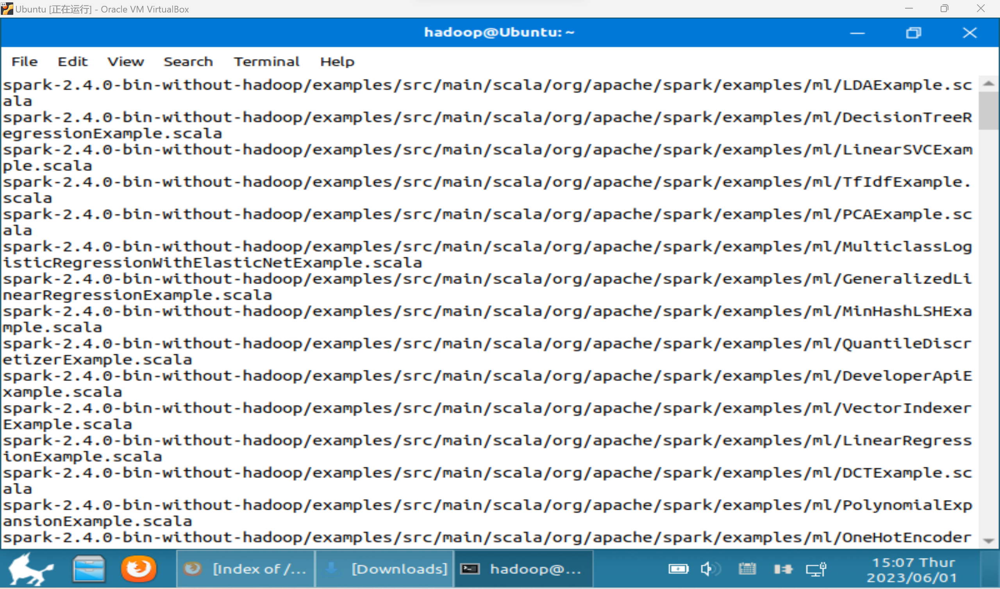 Ubuntu [正在运行] - Oracle VM VirtualBox
hadoop@Ubuntu: ~
File Edit View Search Terminal Help
spark-2.4.0-bin-without-hadoop/examples/src/main/scala/org/apache/spark/examples/ml/LDAExample.sc
ala
spark-2.4.0-bin-without-hadoop/examples/src/main/scala/org/apache/spark/examples/ml/DecisionTreeR
egressionExample.scala
spark-2.4.0-bin-without-hadoop/examples/src/main/scala/org/apache/spark/examples/ml/LinearSVCExam
ple.scala
spark-2.4.0-bin-without-hadoop/examples/src/main/scala/org/apache/spark/examples/ml/TfIdfExample.
scala
spark-2.4.0-bin-without-hadoop/examples/src/main/scala/org/apache/spark/examples/ml/PCAExample.sc
ala
spark-2.4.0-bin-without-hadoop/examples/src/main/scala/org/apache/spark/examples/ml/MulticlassLog
isticRegressionWithElasticNetExample.scala
spark-2.4.0-bin-without-hadoop/examples/src/main/scala/org/apache/spark/examples/ml/GeneralizedLi
nearRegressionExample.scala
spark-2.4.0-bin-without-hadoop/examples/src/main/scala/org/apache/spark/examples/ml/MinHashLSHExa
mple.scala
spark-2.4.0-bin-without-hadoop/examples/src/main/scala/org/apache/spark/examples/ml/QuantileDiscr
etizerExample.scala
spark-2.4.0-bin-without-hadoop/examples/src/main/scala/org/apache/spark/examples/ml/DeveloperApiE
xample.scala
spark-2.4.0-bin-without-hadoop/examples/src/main/scala/org/apache/spark/examples/ml/VectorIndexer
Example.scala
spark-2.4.0-bin-without-hadoop/examples/src/main/scala/org/apache/spark/examples/ml/LinearRegress
ionExample.scala
spark-2.4.0-bin-without-hadoop/examples/src/main/scala/org/apache/spark/examples/ml/DCTExample.sc
ala
spark-2.4.0-bin-without-hadoop/examples/src/main/scala/org/apache/spark/examples/ml/PolynomialExp
ansionExample.scala
spark-2.4.0-bin-without-hadoop/examples/src/main/scala/org/apache/spark/examples/ml/OneHotEncoder
[Index of /... [Downloads] hadoop@... 15:07 Thur
2023/06/01